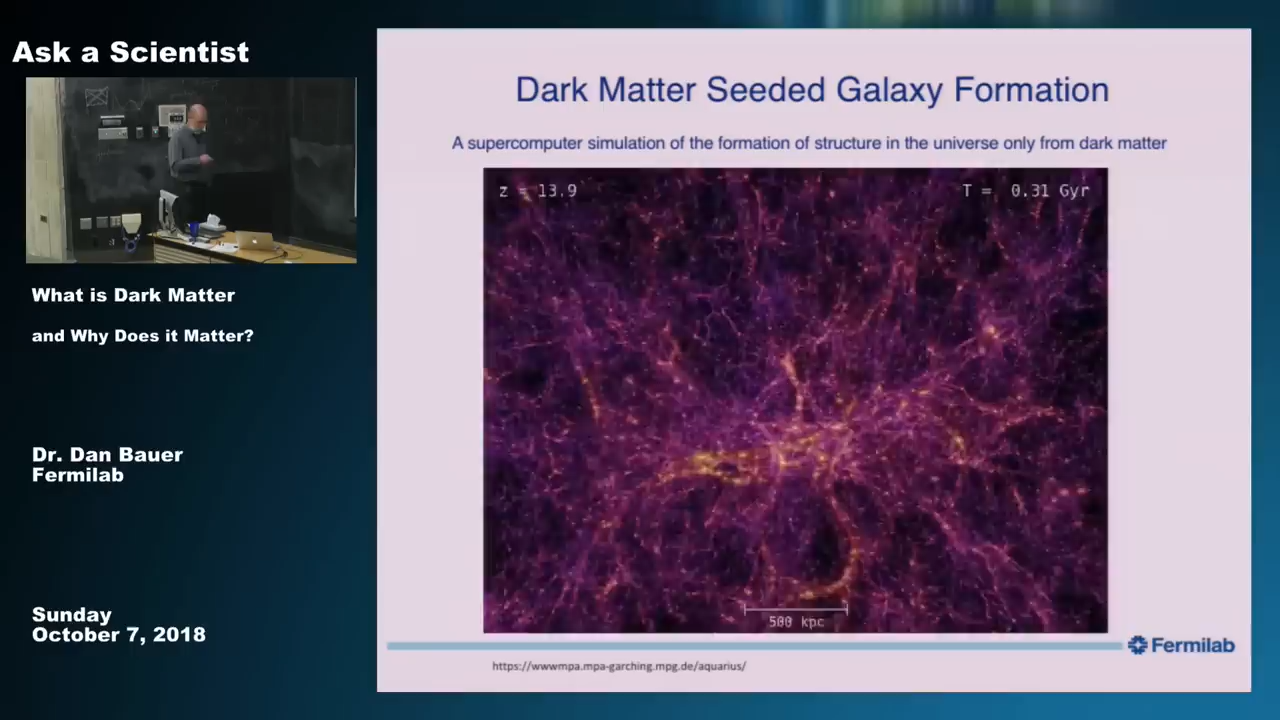 Ask a Scientist
What is Dark Matter
and Why Does it Matter?
Dr. Dan Bauer
Fermilab
Sunday
October 7, 2018
Dark Matter Seeded Galaxy Formation
A supercomputer simulation of the formation of structure in the universe only from dark matter
z = 13.9
T = 0.31 Gyr
500 kpc
Fermilab
https://wwwmpa.mpa-garching.mpg.de/aquarius/